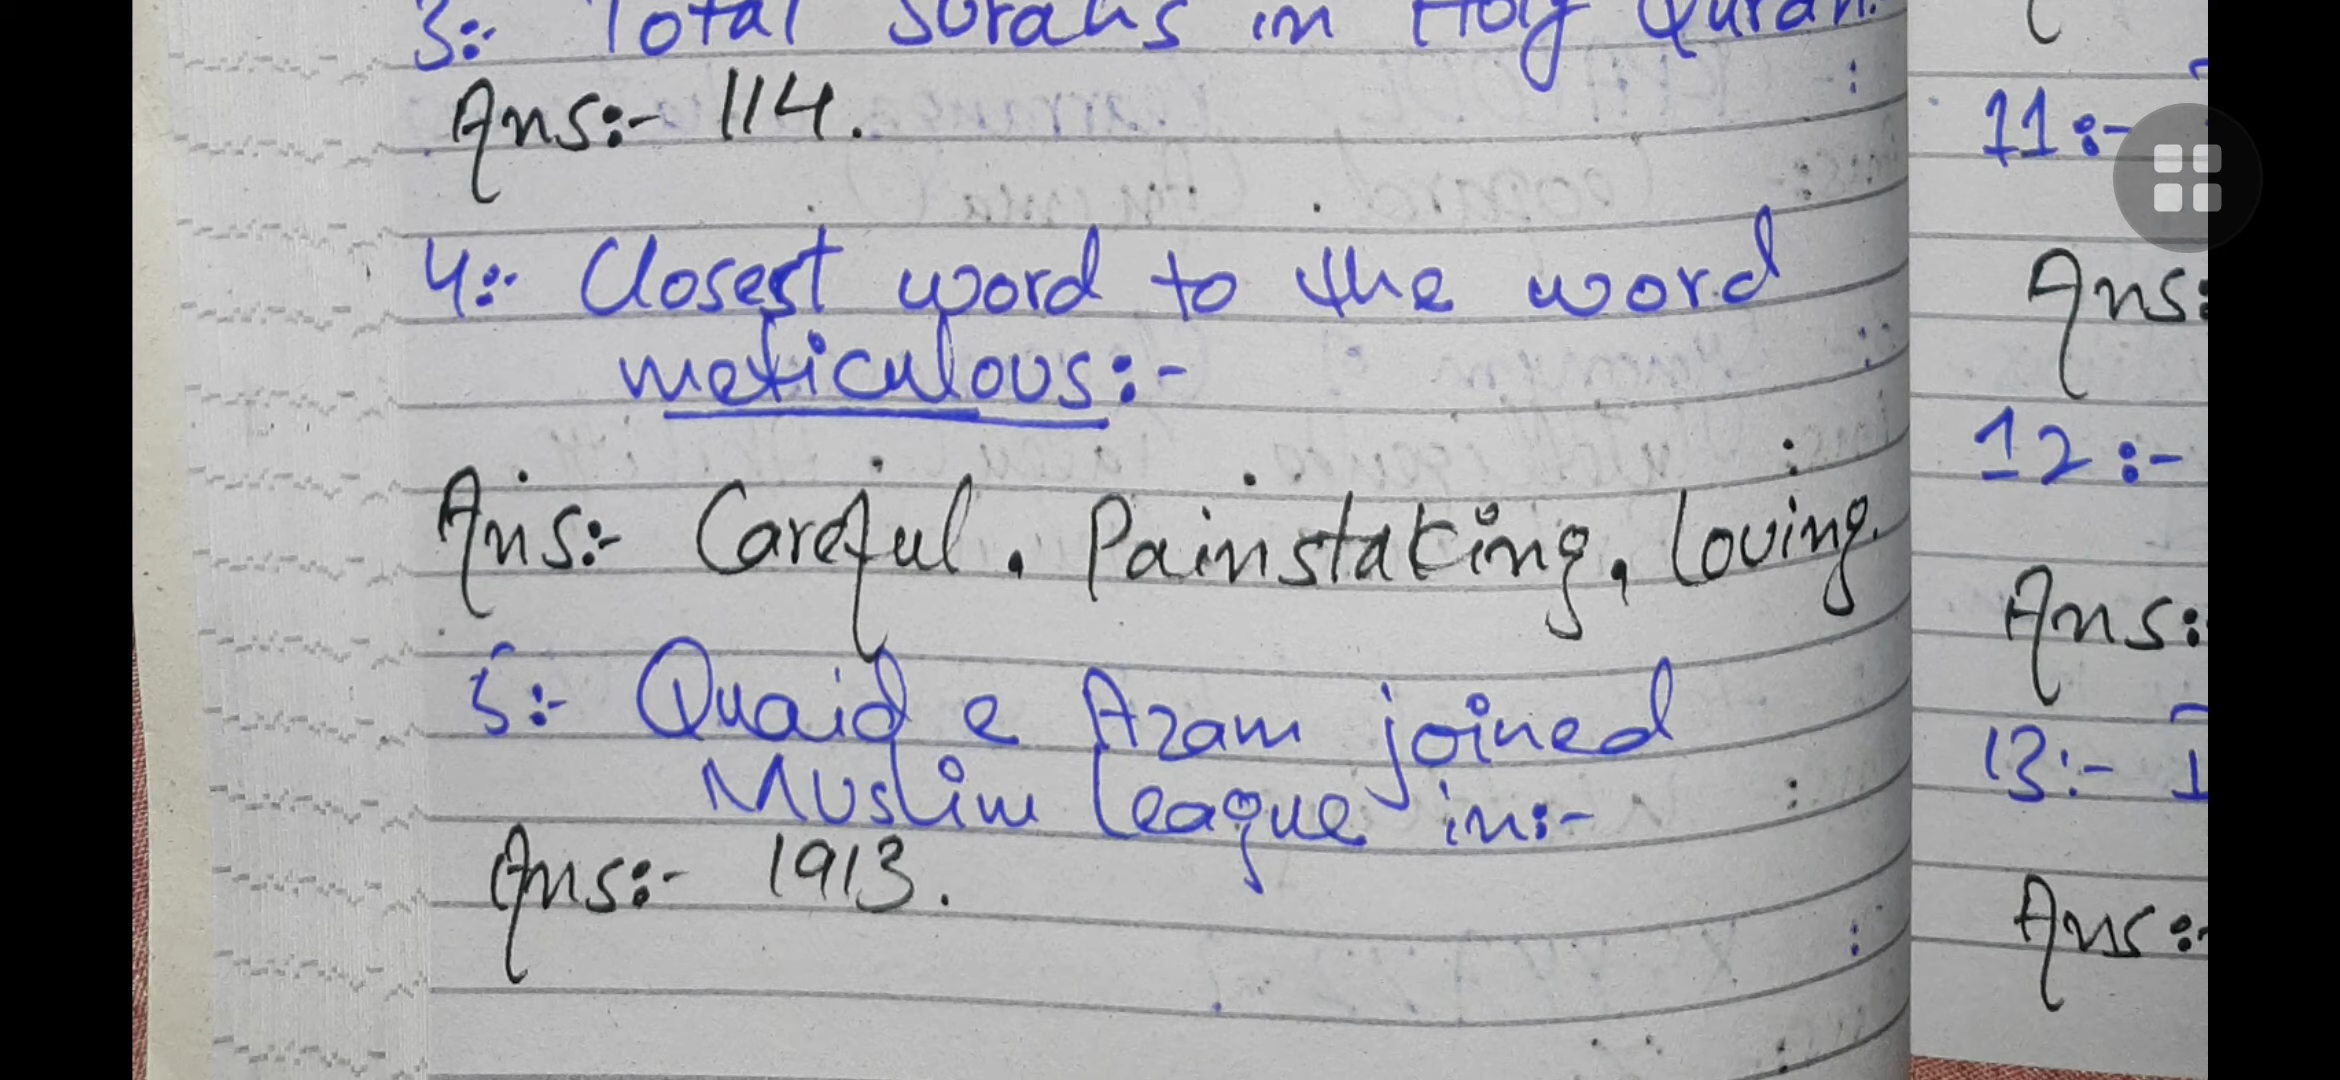 3:- Total Surahs in Holy Quran:
Ans:- 114.
4:- Closest word to the word
meticulous:-
Ans:- Careful. Painstaking, loving.
5:- Quaid e Azam joined
Muslim league in:-
Ans:- 1913.
11:-
Ans:
12:-
Ans:
13:- I
Ans:-